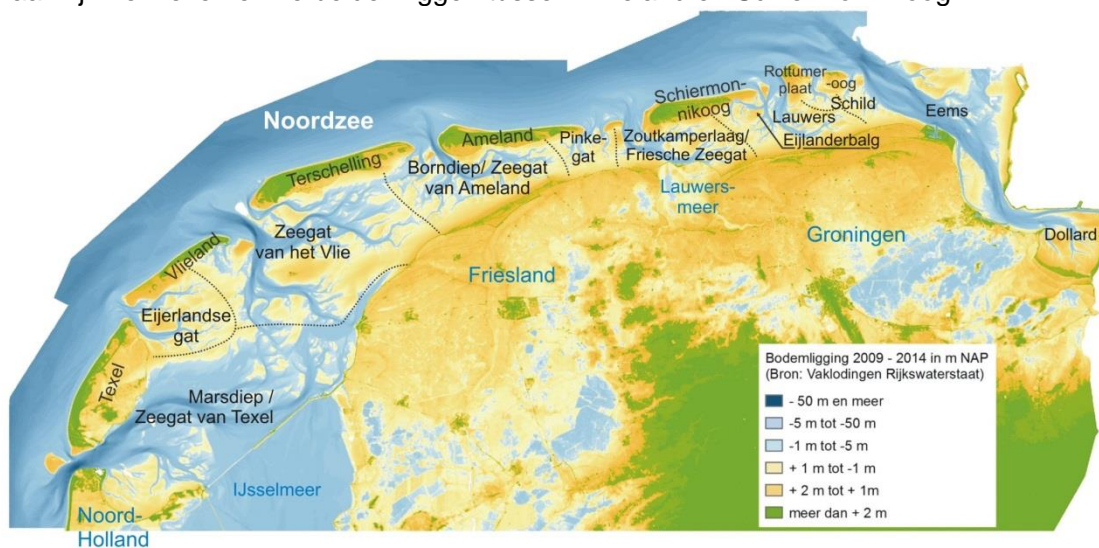 Noordzee
Schiermon-
nikoog
Rottumer
plaat
-oog
Schild
Lauwers
Eijlanderbalg
Eems
Ameland
Pinke-
gat
Zoutkamperlaag/
Friesche Zeegat
Terschelling
Borndiep/ Zeegat
van Ameland
Lauwers-
meer
Zeegat
van het Vlie
Groningen
Dollard
Vlieland
Friesland
Eijerlandse
gat
Texel
Marsdiep /
Zeegat van Texel
IJsselmeer
Noord-
Holland
Bodemligging 2009 - 2014 in m NAP
(Bron: Vaklodingen Rijkswaterstaat)
- 50 m en meer
-5 m tot -50 m
-1 m tot -5 m
+ 1 m tot -1 m
+ 2 m tot + 1m
meer dan + 2 m